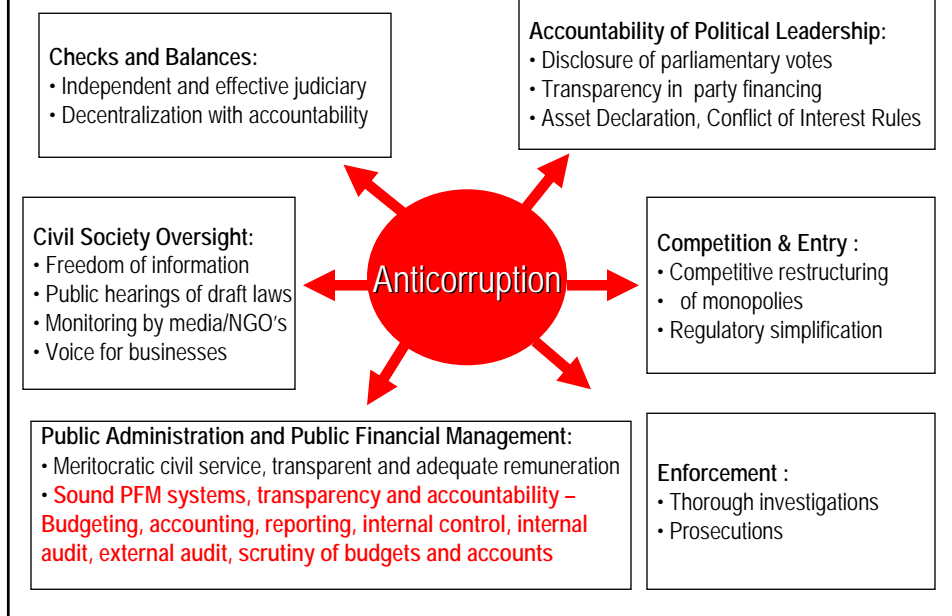 Checks and Balances:
• Independent and effective judiciary
• Decentralization with accountability
Accountability of Political Leadership:
• Disclosure of parliamentary votes
• Transparency in party financing
• Asset Declaration, Conflict of Interest Rules
Civil Society Oversight:
• Freedom of information
• Public hearings of draft laws
• Monitoring by media/NGO's
• Voice for businesses
Anticorruption
Competition & Entry :
• Competitive restructuring
• of monopolies
• Regulatory simplification
Public Administration and Public Financial Management:
• Meritocratic civil service, transparent and adequate remuneration
• Sound PFM systems, transparency and accountability –
Budgeting, accounting, reporting, internal control, internal
audit, external audit, scrutiny of budgets and accounts
Enforcement :
• Thorough investigations
• Prosecutions